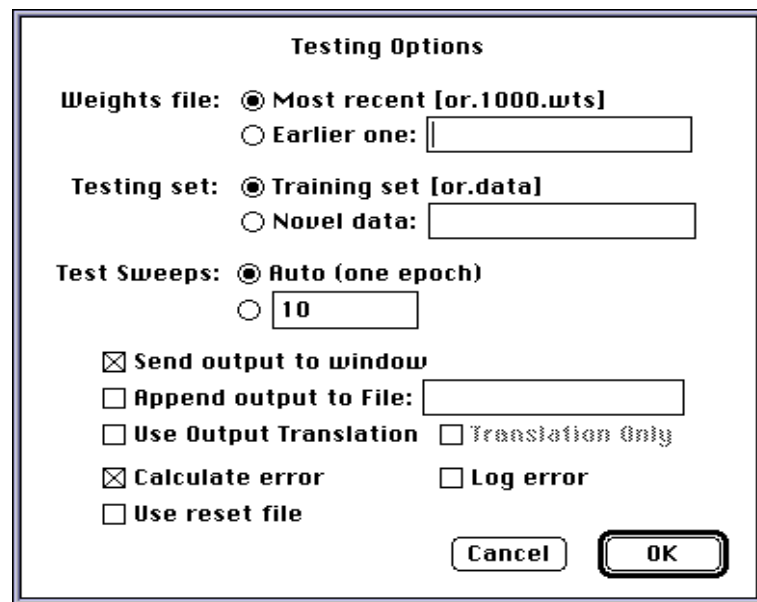 Testing Options
Weights file: Most recent [or.1000.wts]
Earlier one:
Testing set: Training set [or.data]
Novel data:
Test Sweeps: Auto (one epoch)
10
Send output to window
Append output to File:
Use Output Translation Translation Only
Calculate error Log error
Use reset file
Cancel OK